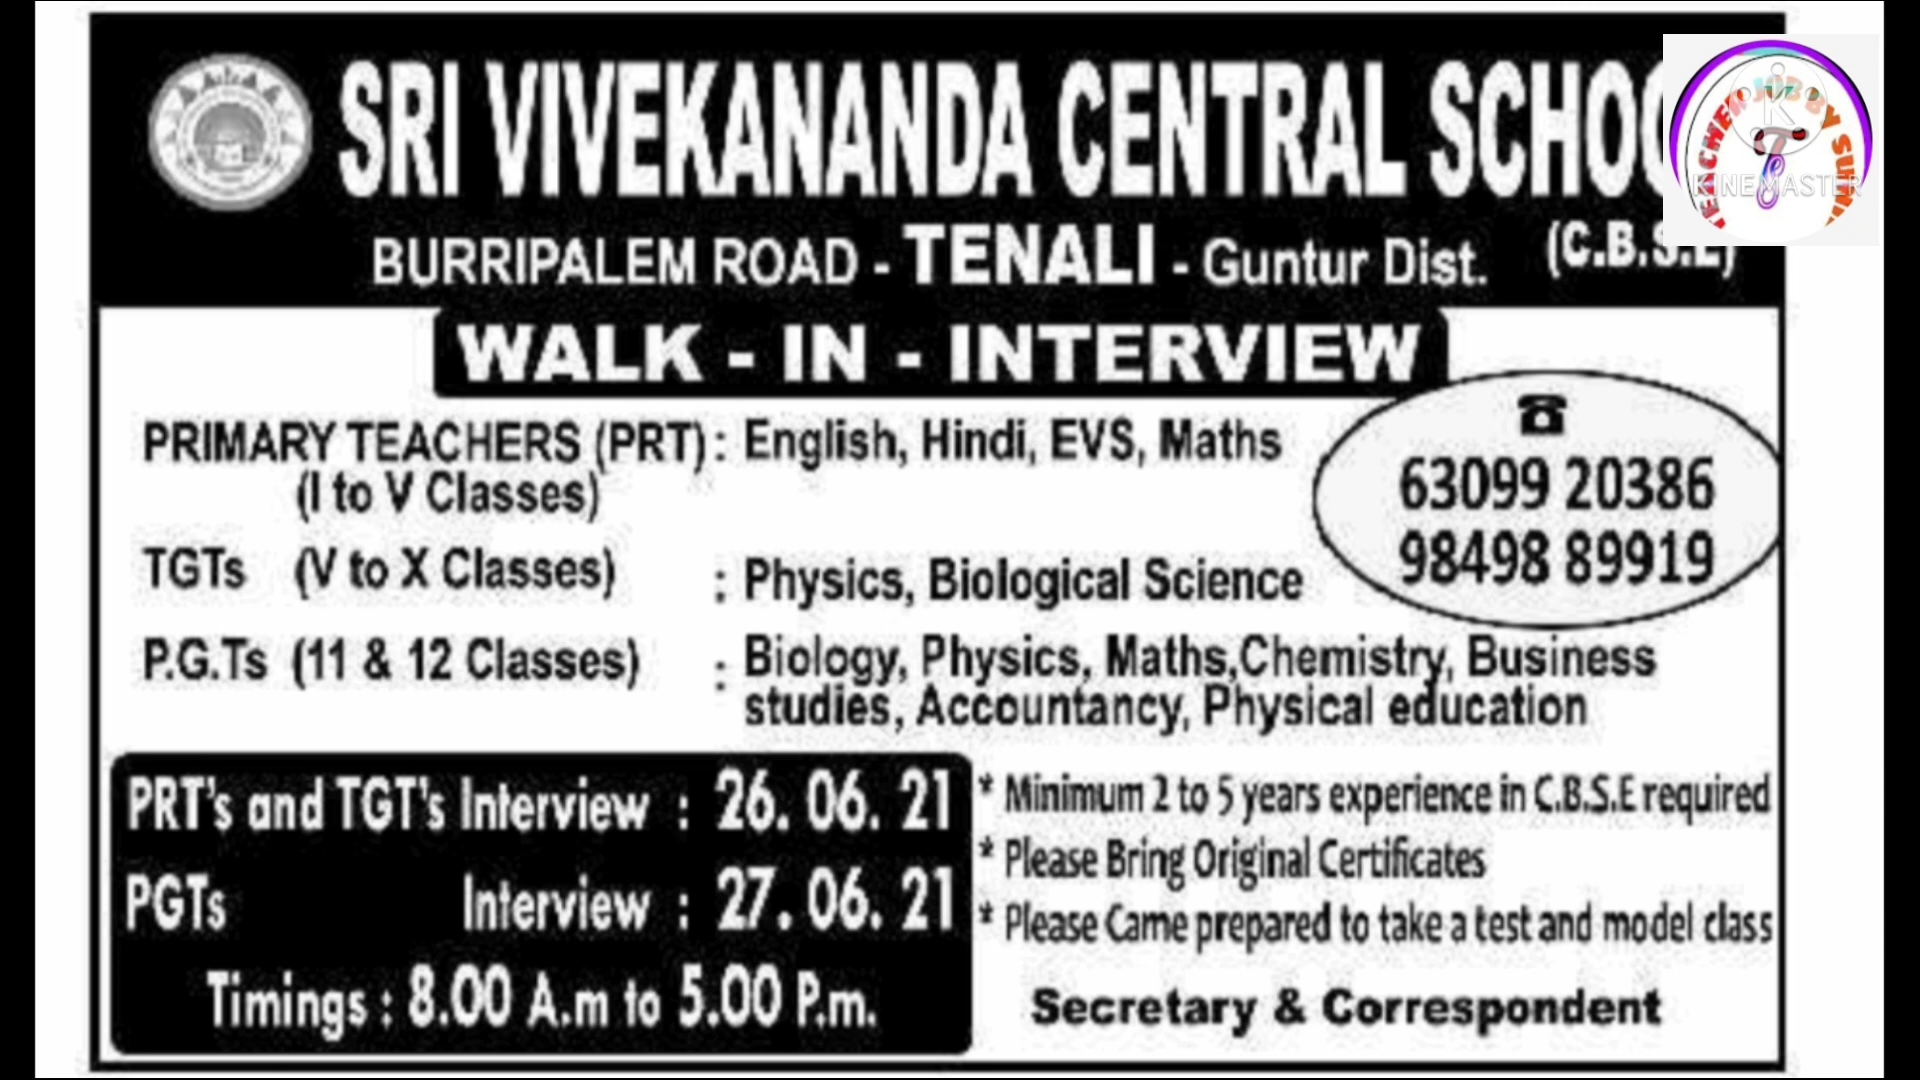 SRI VIVEKANANDA CENTRAL SCHOO
BURRIPALEM ROAD - TENALI - Guntur Dist. (C.B.S.E)
WALK - IN - INTERVIEW
PRIMARY TEACHERS (PRT) : English, Hindi, EVS, Maths
(I to V Classes)
63099 20386
98498 89919
TGTs (V to X Classes) : Physics, Biological Science
P.G.Ts (11 & 12 Classes) : Biology, Physics, Maths,Chemistry, Business
studies, Accountancy, Physical education
PRT's and TGT's Interview : 26. 06. 21
PGTs Interview : 27. 06. 21
Timings : 8.00 A.m to 5.00 P.m.
* Minimum 2 to 5 years experience in C.B.S.E required
* Please Bring Original Certificates
* Please Came prepared to take a test and model class
Secretary & Correspondent
KINEMASTER